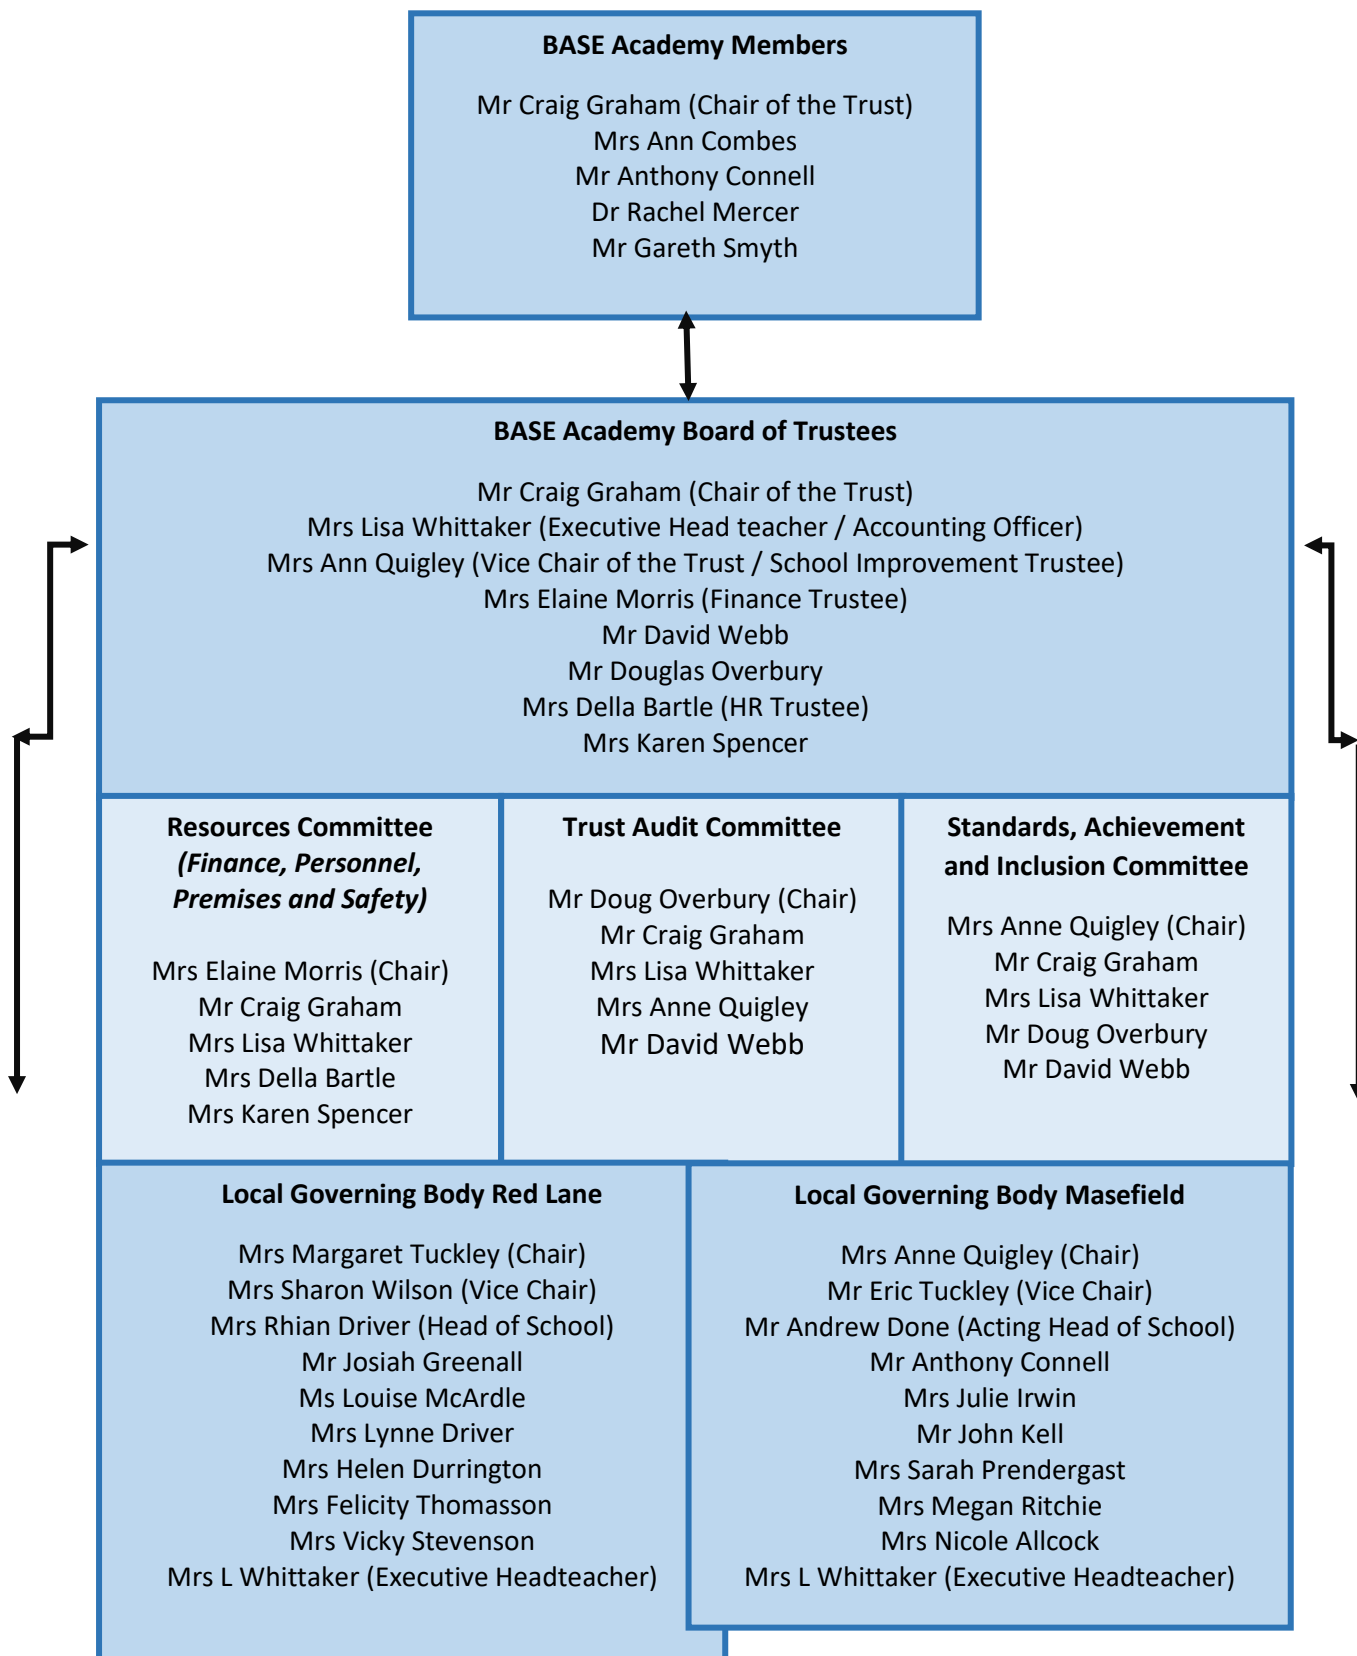 BASE Academy Members
Mr Craig Graham (Chair of the Trust)
Mrs Ann Combes
Mr Anthony Connell
Dr Rachel Mercer
Mr Gareth Smyth
BASE Academy Board of Trustees
Mr Craig Graham (Chair of the Trust)
Mrs Lisa Whittaker (Executive Head teacher / Accounting Officer)
Mrs Ann Quigley (Vice Chair of the Trust / School Improvement Trustee)
Mrs Elaine Morris (Finance Trustee)
Mr David Webb
Mr Douglas Overbury
Mrs Della Bartle (HR Trustee)
Mrs Karen Spencer
Resources Committee
(Finance, Personnel,
Premises and Safety)
Mrs Elaine Morris (Chair)
Mr Craig Graham
Mrs Lisa Whittaker
Mrs Della Bartle
Mrs Karen Spencer
Trust Audit Committee
Mr Doug Overbury (Chair)
Mr Craig Graham
Mrs Lisa Whittaker
Mrs Anne Quigley
Mr David Webb
Standards, Achievement
and Inclusion Committee
Mrs Anne Quigley (Chair)
Mr Craig Graham
Mrs Lisa Whittaker
Mr Doug Overbury
Mr David Webb
Local Governing Body Red Lane
Mrs Margaret Tuckley (Chair)
Mrs Sharon Wilson (Vice Chair)
Mrs Rhian Driver (Head of School)
Mr Josiah Greenall
Ms Louise McArdle
Mrs Lynne Driver
Mrs Helen Durrington
Mrs Felicity Thomasson
Mrs Vicky Stevenson
Mrs L Whittaker (Executive Headteacher)
Local Governing Body Masefield
Mrs Anne Quigley (Chair)
Mr Eric Tuckley (Vice Chair)
Mr Andrew Done (Acting Head of School)
Mr Anthony Connell
Mrs Julie Irwin
Mr John Kell
Mrs Sarah Prendergast
Mrs Megan Ritchie
Mrs Nicole Allcock
Mrs L Whittaker (Executive Headteacher)